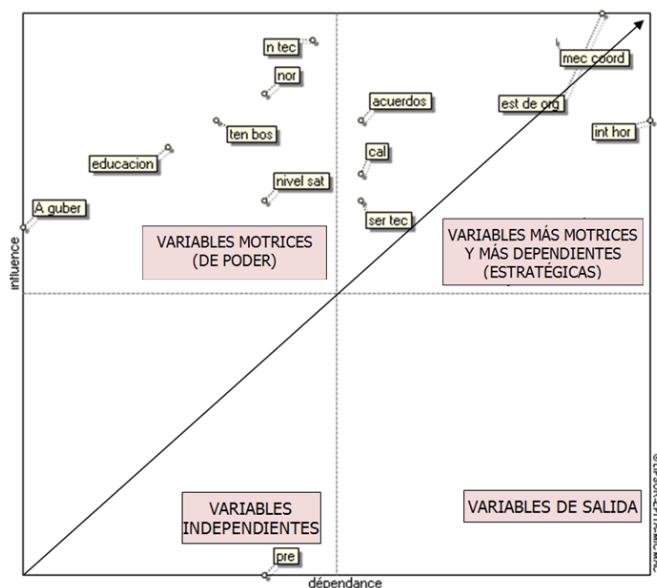 n tec
mec coord
nor
acuerdos
est de org
ten bos
int hor
educacion
cal
nivel sat
A guber
ser tec
VARIABLES MOTRICES
(DE PODER)
VARIABLES MÁS MOTRICES
Y MÁS DEPENDIENTES
(ESTRATÉGICAS)
influence
VARIABLES
INDEPENDIENTES
VARIABLES DE SALIDA
pre
dépendance